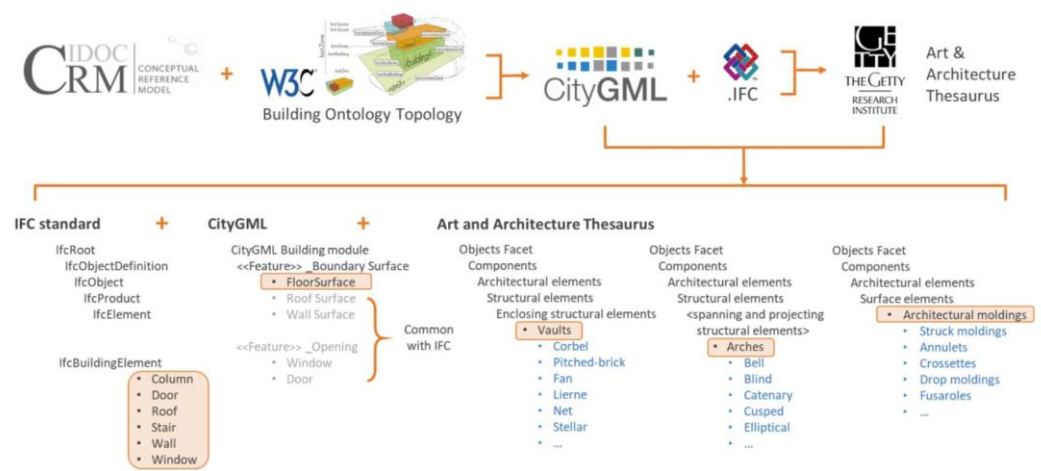 CIDOC
CRM
CONCEPTUAL
REFERENCE
MODEL
+
W3C
Building Ontology Topology
CityGML
+
.IFC
GETTY
THE GETTY
RESEARCH
INSTITUTE
Art &
Architecture
Thesaurus
IFC standard
IfcRoot
IfcObjectDefinition
IfcObject
IfcProduct
IfcElement
IfcBuildingElement
• Column
• Door
• Roof
• Stair
• Wall
• Window
+
CityGML
CityGML Building module
<<Feature>> _Boundary Surface
• FloorSurface
• Roof Surface
• Wall Surface
<<Feature>> _Opening
• Window
• Door
Common
with IFC
+
Art and Architecture Thesaurus
Objects Facet
Components
Architectural elements
Structural elements
Enclosing structural elements
• Vaults
• Corbel
• Pitched-brick
• Fan
• Lierne
• Net
• Stellar
• ...
Objects Facet
Components
Architectural elements
Structural elements
<spanning and projecting
structural elements>
• Arches
• Bell
• Blind
• Catenary
• Cusped
• Elliptical
• ...
Objects Facet
Components
Architectural elements
Surface elements
• Architectural moldings
• Struck moldings
• Annulets
• Crossettes
• Drop moldings
• Fusaroles
• ...